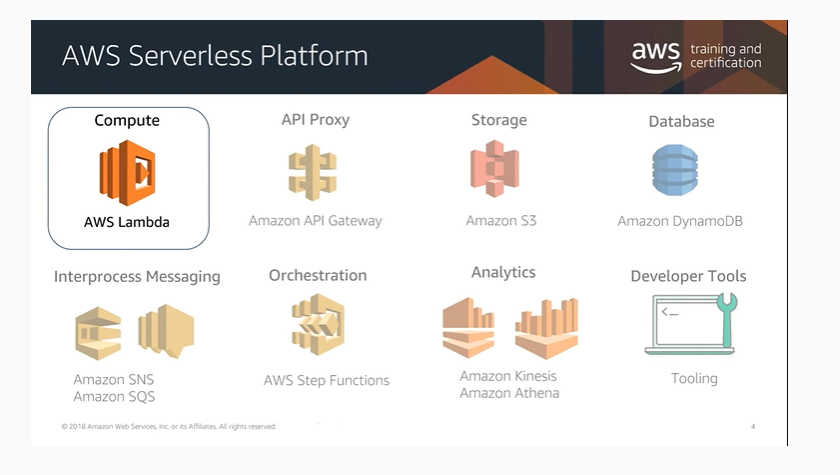 AWS Serverless Platform
aws training and
certification
Compute
AWS Lambda
API Proxy
Amazon API Gateway
Storage
Amazon S3
Database
Amazon DynamoDB
Interprocess Messaging
Amazon SNS
Amazon SQS
Orchestration
AWS Step Functions
Analytics
Amazon Kinesis
Amazon Athena
Developer Tools
<_
Tooling
© 2018 Amazon Web Services, Inc. or its Affiliates. All rights reserved.
4